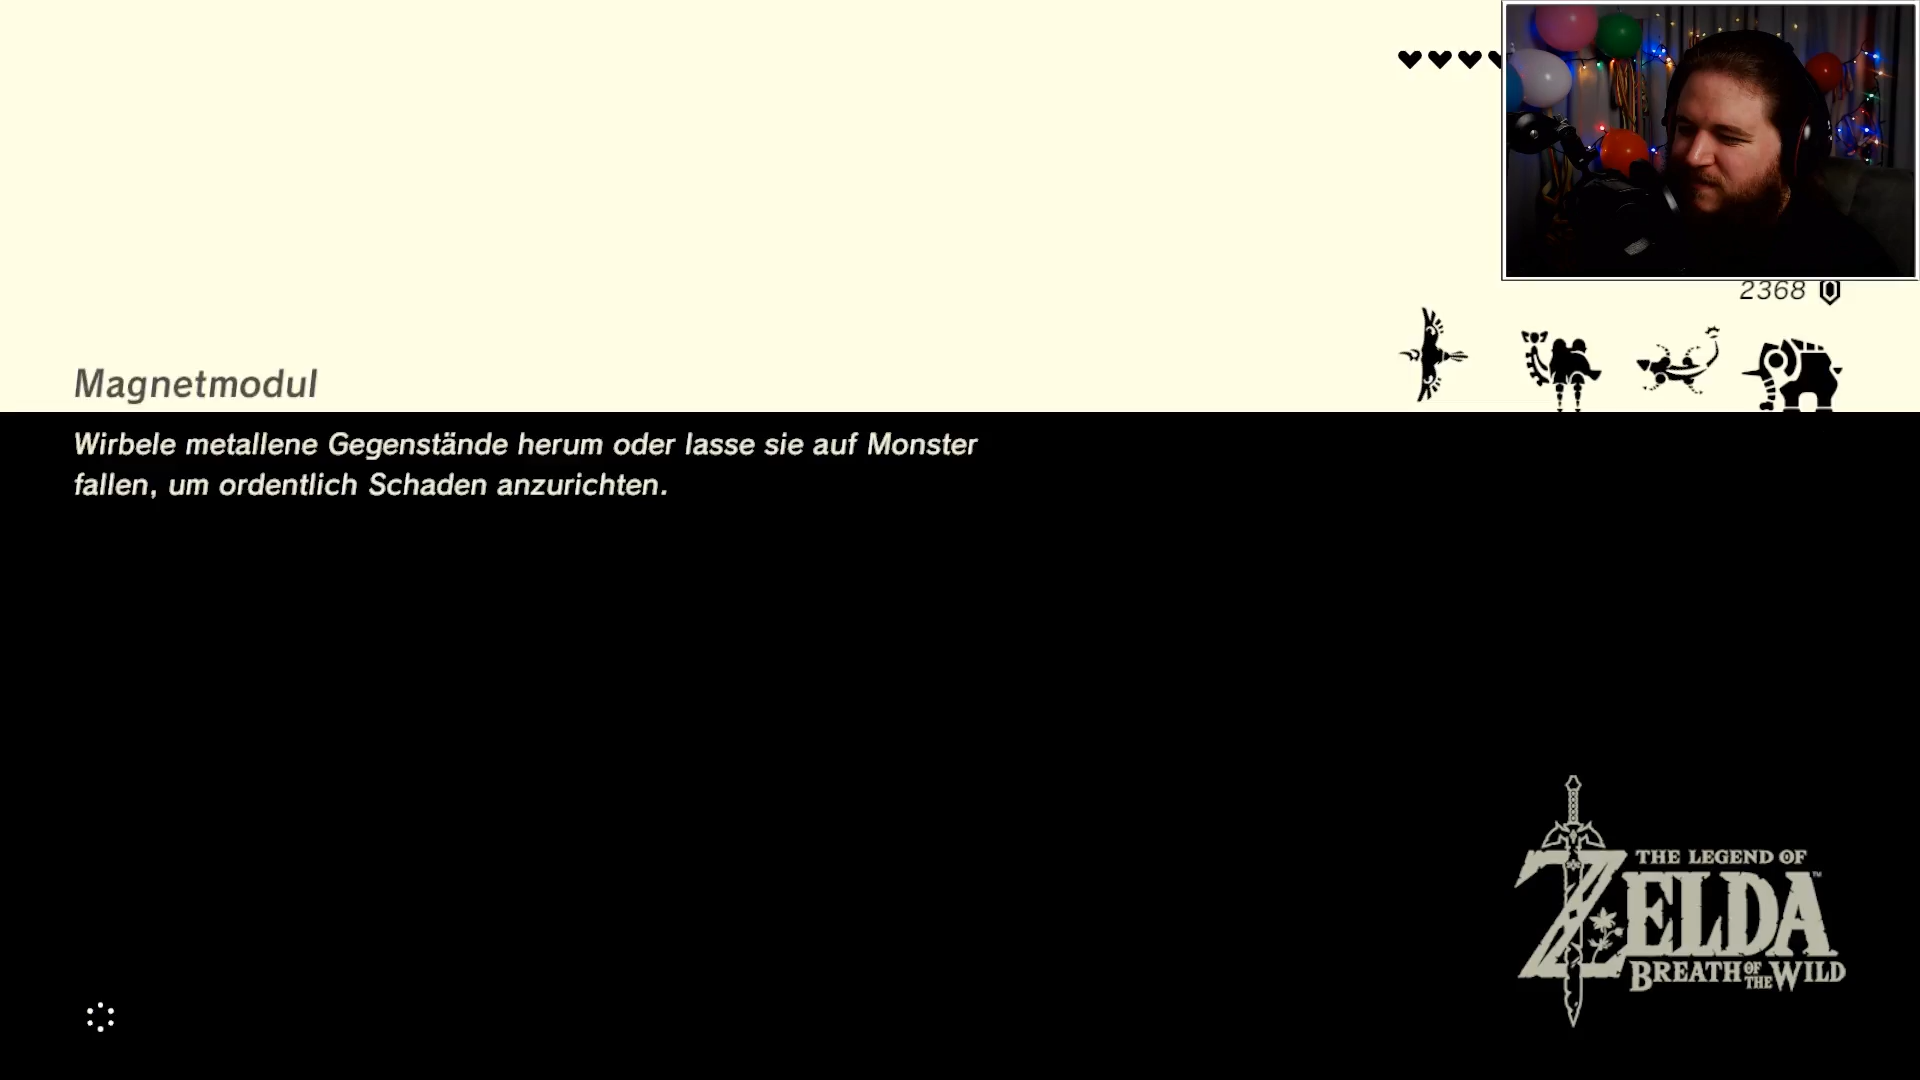 2368
Magnetmodul
Wirbele metallene Gegenstände herum oder lasse sie auf Monster
fallen, um ordentlich Schaden anzurichten.
THE LEGEND OF
ZELDA™
BREATH OF THE WILD